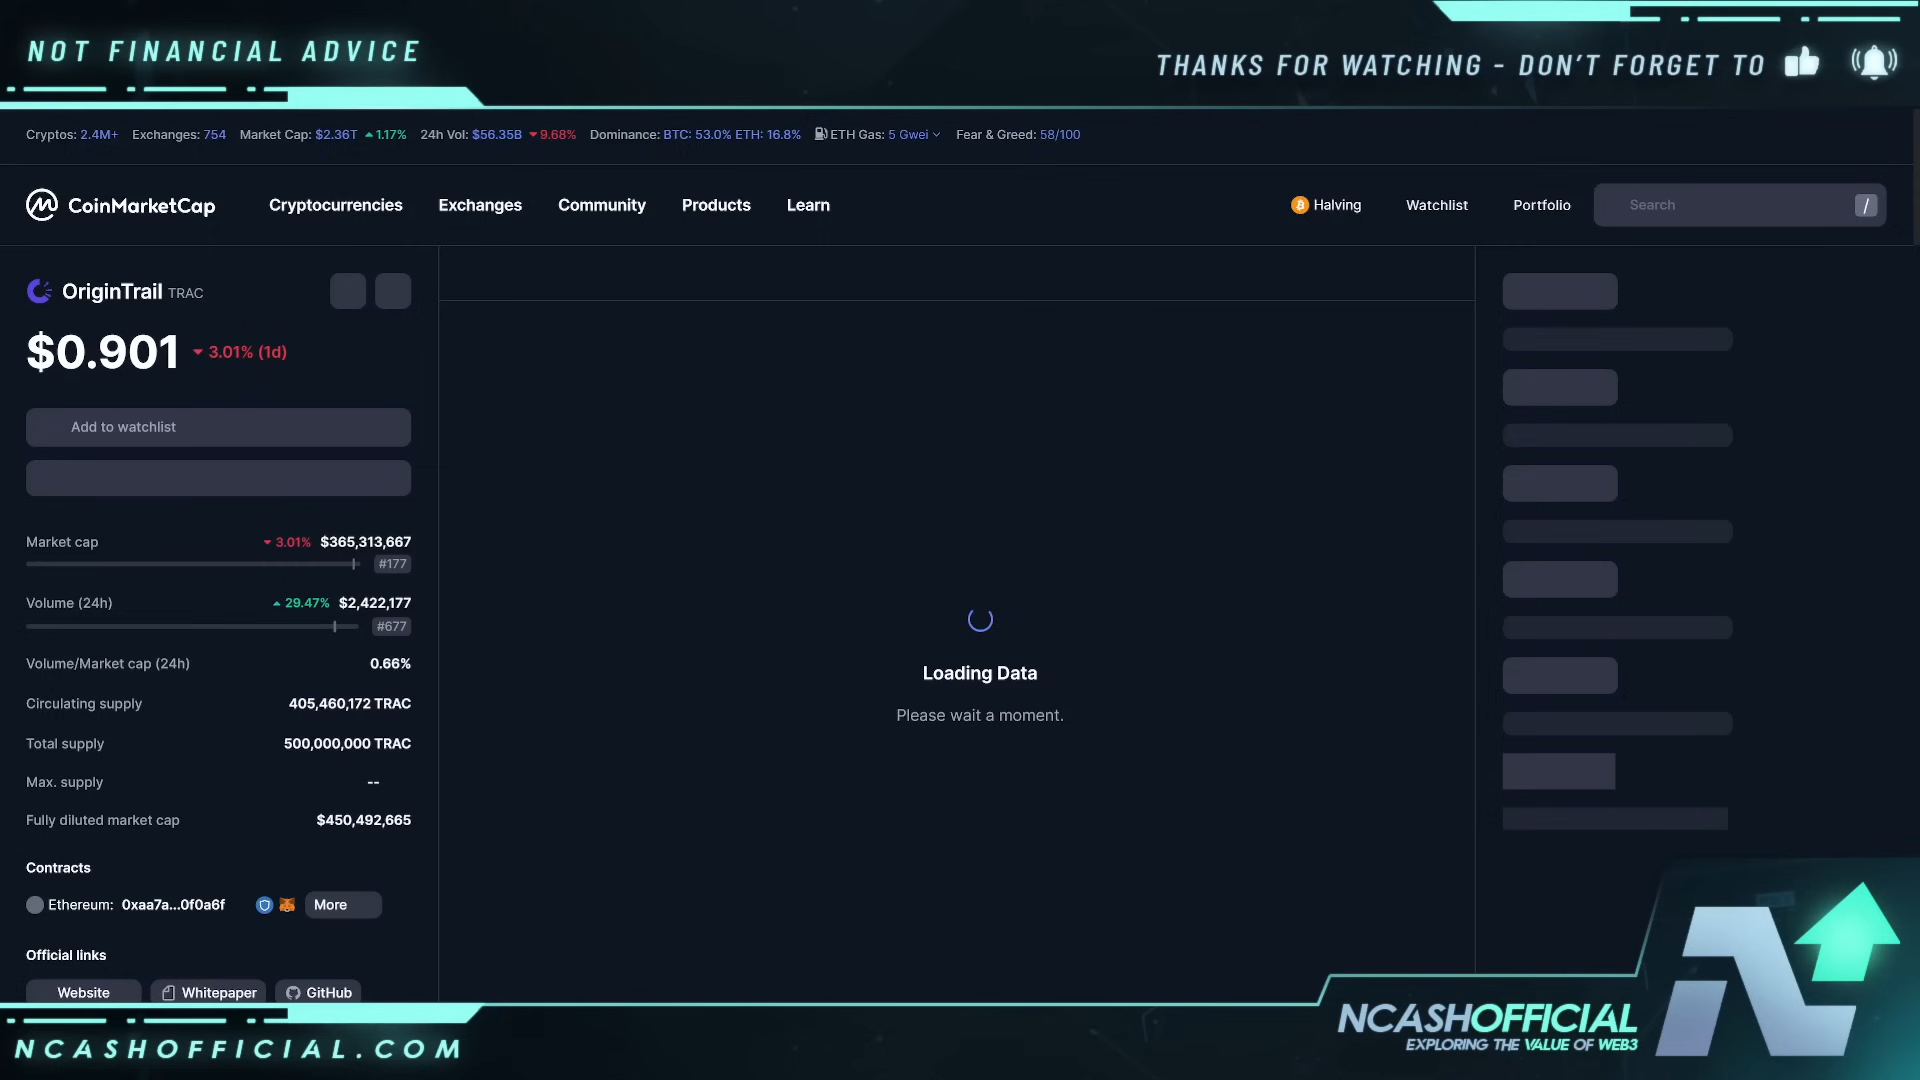 NOT FINANCIAL ADVICE
THANKS FOR WATCHING - DON'T FORGET TO
Cryptos: 2.4M+ Exchanges: 754 Market Cap: $2.36T 1.17% 24h Vol: $56.35B 9.68% Dominance: BTC: 53.0% ETH: 16.8% ETH Gas: 5 Gwei Fear & Greed: 58/100
CoinMarketCap Cryptocurrencies Exchanges Community Products Learn Halving Watchlist Portfolio Search /
OriginTrail TRAC
$0.901 3.01% (1d)
Add to watchlist
Market cap 3.01% $365,313,667
#177
Volume (24h) 29.47% $2,422,177
#677
Volume/Market cap (24h) 0.66%
Circulating supply 405,460,172 TRAC
Total supply 500,000,000 TRAC
Max. supply --
Fully diluted market cap $450,492,665
Contracts
Ethereum: 0xaa7a...0f0a6f More
Official links
Website Whitepaper GitHub
Loading Data
Please wait a moment.
NCASHOFFICIAL.COM
NCASHOFFICIAL
EXPLORING THE VALUE OF WEB3